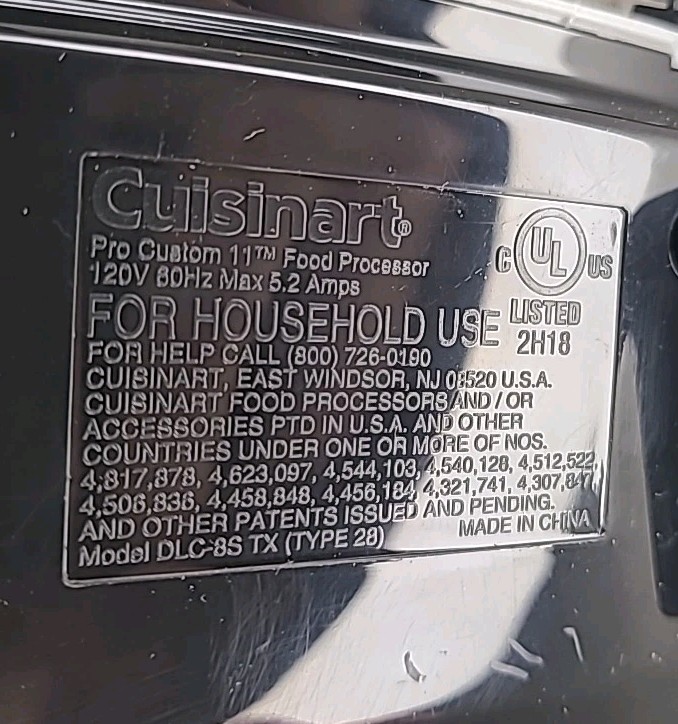 Cuisinart®
Pro Custom 11™ Food Processor
120V 60Hz Max 5.2 Amps
FOR HOUSEHOLD USE
C UL US
LISTED
2H18
FOR HELP CALL (800) 726-0190
CUISINART, EAST WINDSOR, NJ 08520 U.S.A.
CUISINART FOOD PROCESSORS AND / OR
ACCESSORIES PTD IN U.S.A. AND OTHER
COUNTRIES UNDER ONE OR MORE OF NOS.
4,817,878, 4,623,097, 4,544,103, 4,540,128, 4,512,522,
4,506,836, 4,458,848, 4,456,184, 4,321,741, 4,307,847,
AND OTHER PATENTS ISSUED AND PENDING.
Model DLC-8S TX (TYPE 28)
MADE IN CHINA